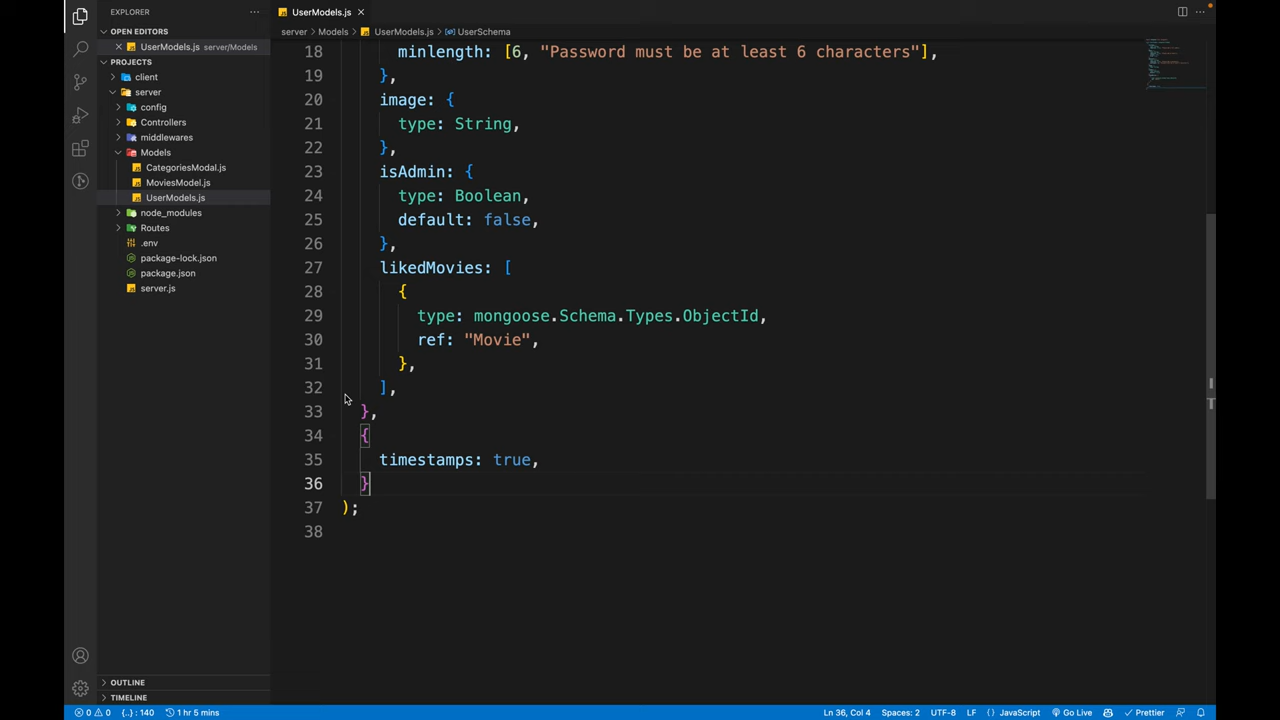 EXPLORER
UserModels.js
OPEN EDITORS
UserModels.js server/Models
PROJECTS
client
server
config
Controllers
middlewares
Models
CategoriesModal.js
MoviesModel.js
UserModels.js
node_modules
Routes
.env
package-lock.json
package.json
server.js
OUTLINE
TIMELINE
server > Models > UserModels.js > UserSchema
18 minlength: [6, "Password must be at least 6 characters"],
19 },
20 image: {
21 type: String,
22 },
23 isAdmin: {
24 type: Boolean,
25 default: false,
26 },
27 likedMovies: [
28 {
29 type: mongoose.Schema.Types.ObjectId,
30 ref: "Movie",
31 },
32 ],
33 },
34 {
35 timestamps: true,
36 }
37 );
38
0 0 {..} : 140 1 hr 5 mins Ln 36, Col 4 Spaces: 2 UTF-8 LF {} JavaScript Go Live Prettier